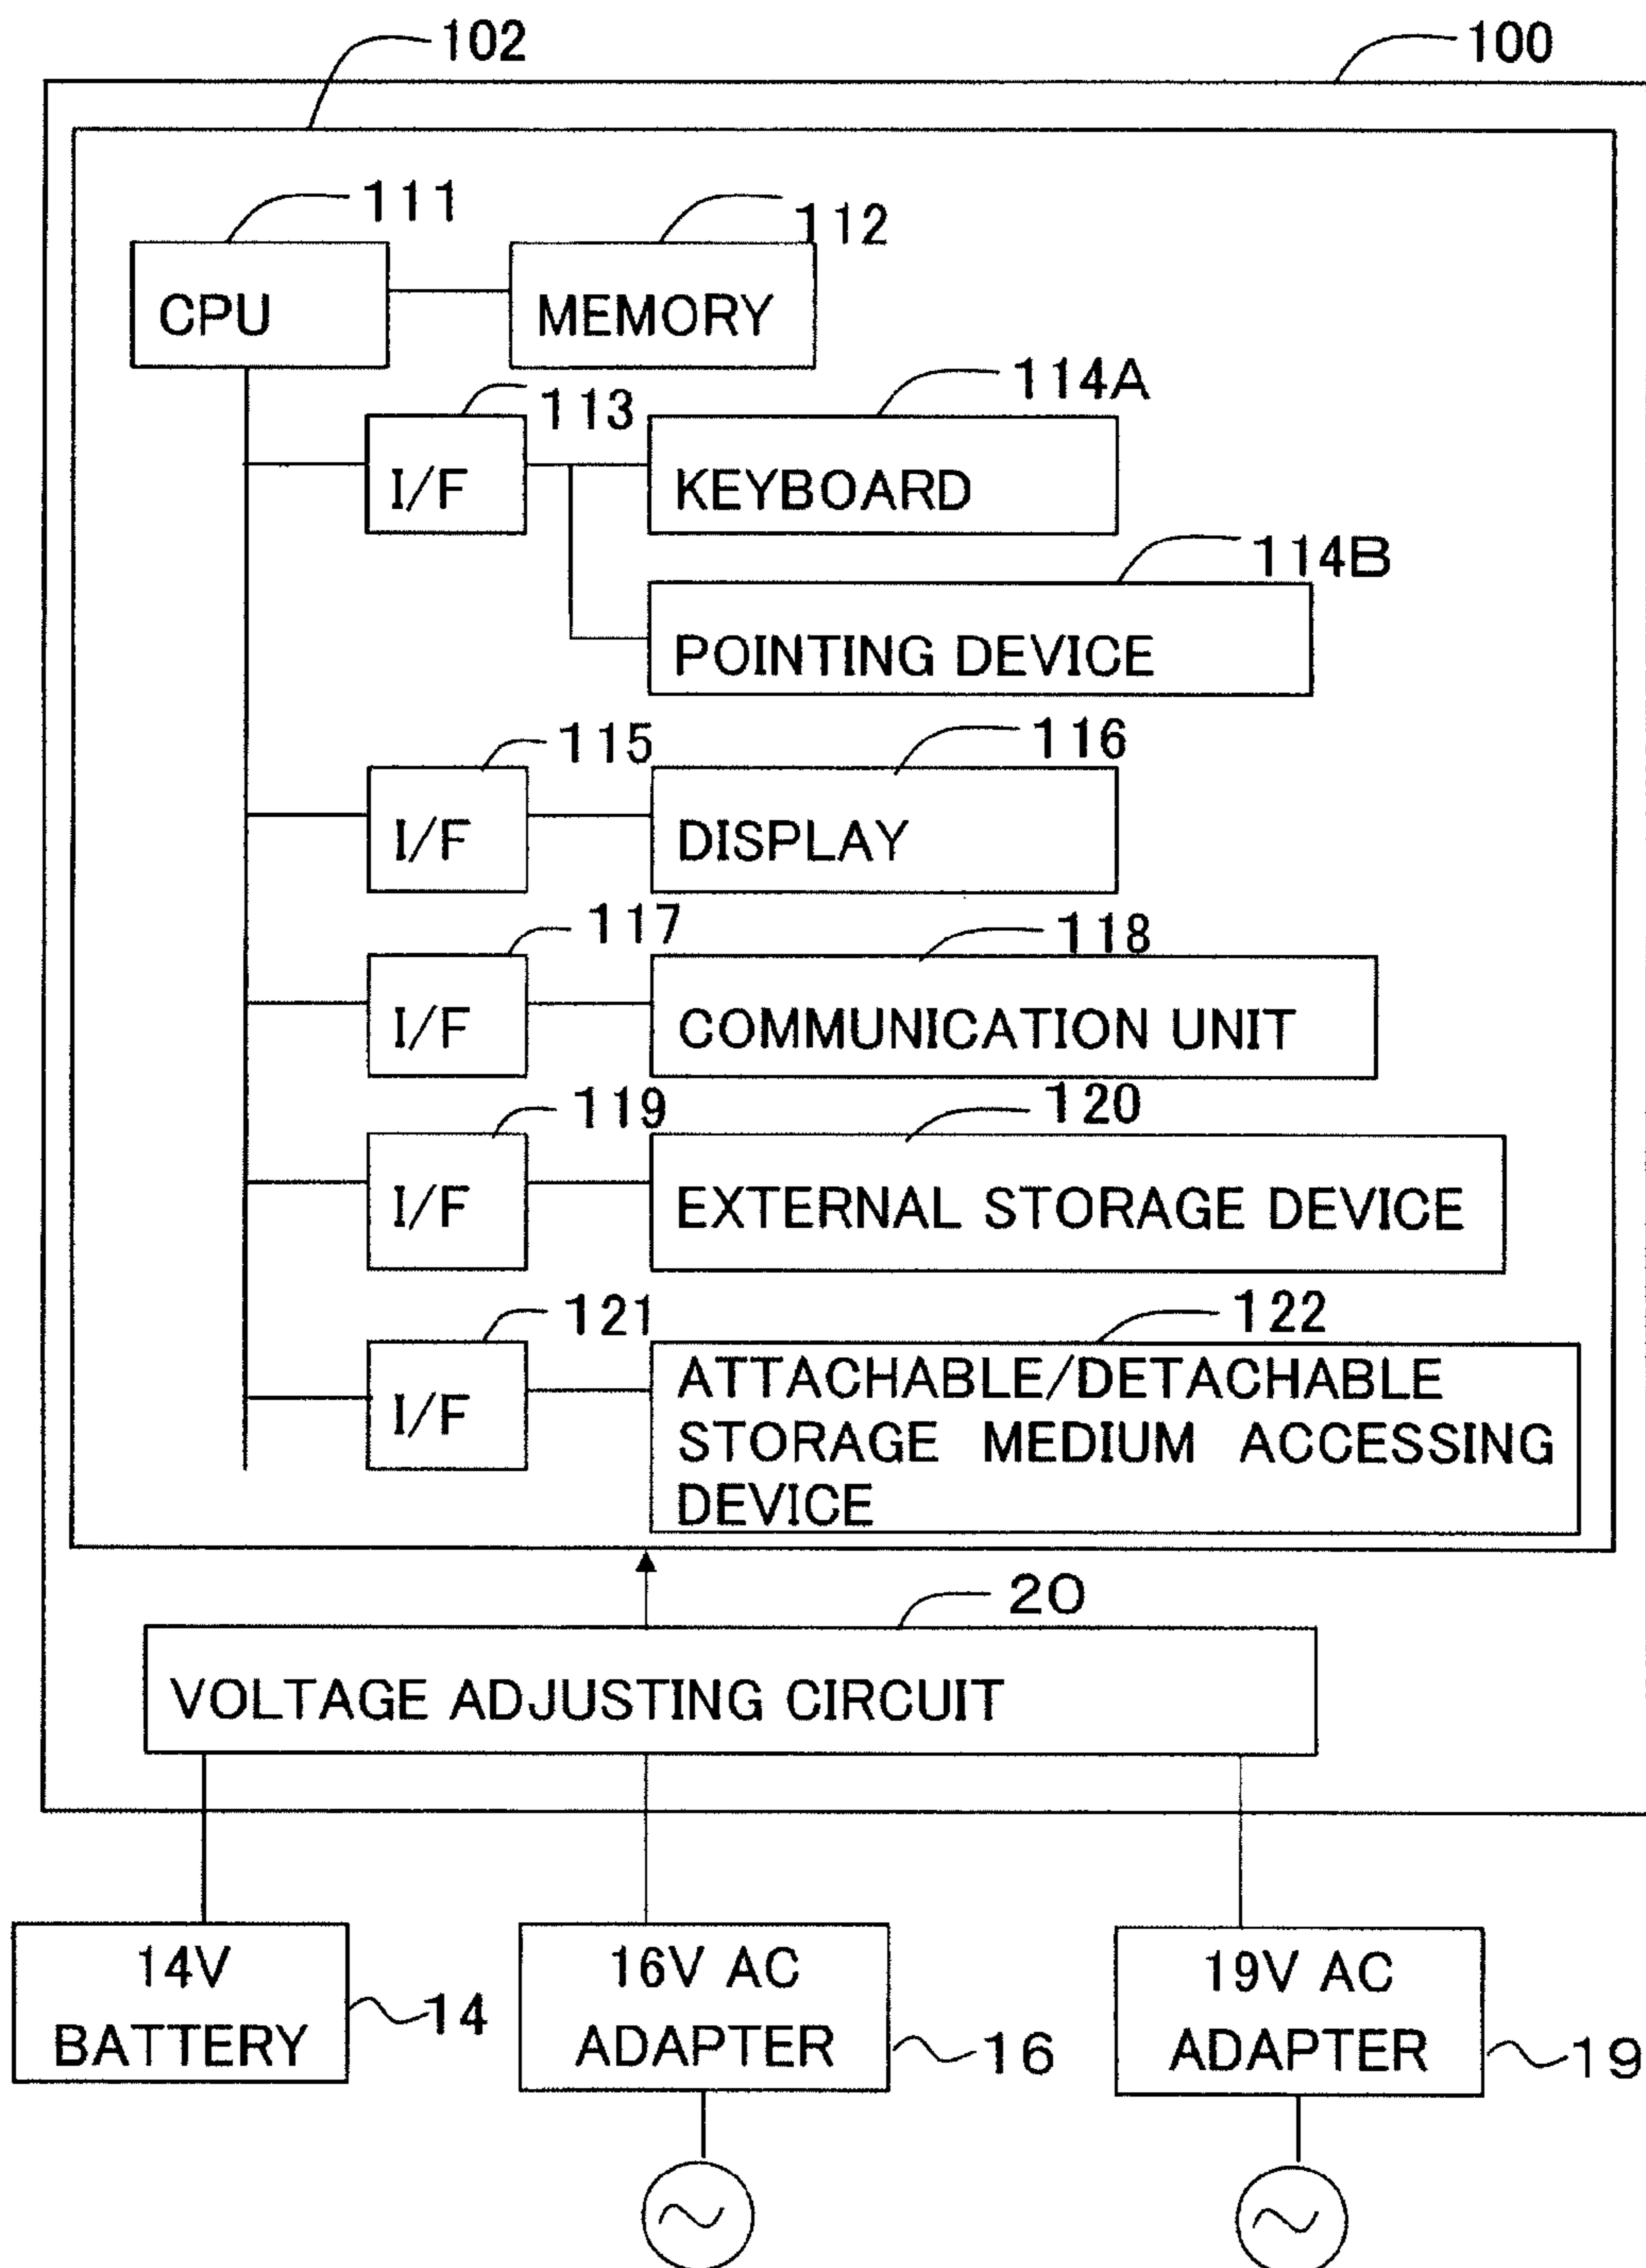 102
100
111
112
CPU
MEMORY
113
114A
I/F
KEYBOARD
114B
POINTING DEVICE
115
116
I/F
DISPLAY
117
118
I/F
COMMUNICATION UNIT
119
120
I/F
EXTERNAL STORAGE DEVICE
121
122
I/F
ATTACHABLE/DETACHABLE
STORAGE MEDIUM ACCESSING
DEVICE
20
VOLTAGE ADJUSTING CIRCUIT
14V
BATTERY
14
16V AC
ADAPTER
16
19V AC
ADAPTER
19